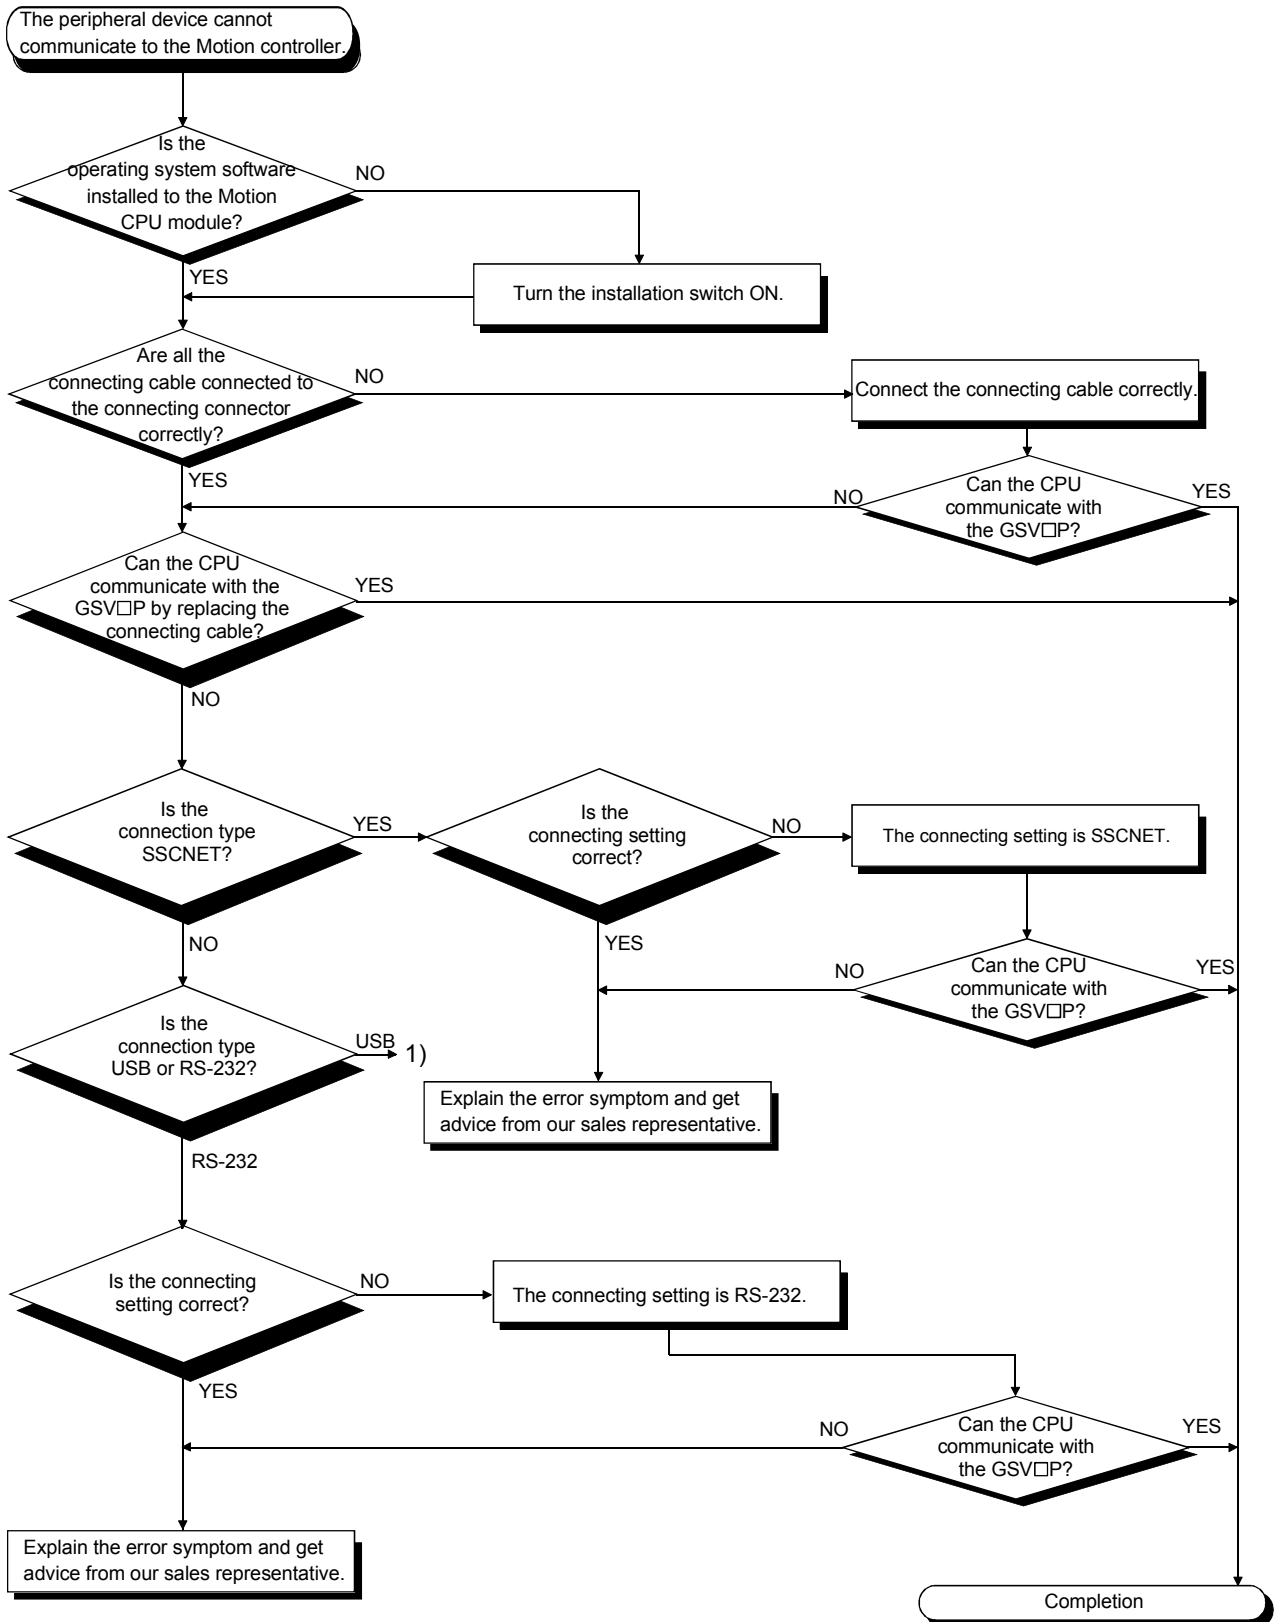 The peripheral device cannot
communicate to the Motion controller.
Is the
operating system software
installed to the Motion
CPU module?
NO
YES
Turn the installation switch ON.
Are all the
connecting cable connected to
the connecting connector
correctly?
NO
Connect the connecting cable correctly.
YES
Can the CPU
communicate with
the GSV□P?
NO
YES
Can the CPU
communicate with the
GSV□P by replacing the
connecting cable?
YES
NO
Is the
connection type
SSCNET?
YES
Is the
connecting setting
correct?
NO
The connecting setting is SSCNET.
NO
YES
Can the CPU
communicate with
the GSV□P?
NO
YES
Is the
connection type
USB or RS-232?
USB
1)
Explain the error symptom and get
advice from our sales representative.
RS-232
Is the connecting
setting correct?
NO
The connecting setting is RS-232.
YES
Can the CPU
communicate with
the GSV□P?
NO
YES
Explain the error symptom and get
advice from our sales representative.
Completion